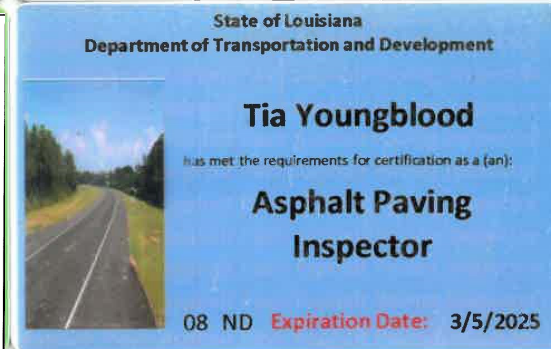 State of Louisiana
Department of Transportation and Development
Tia Youngblood
has met the requirements for certification as a (an):
Asphalt Paving
Inspector
08 ND Expiration Date: 3/5/2025